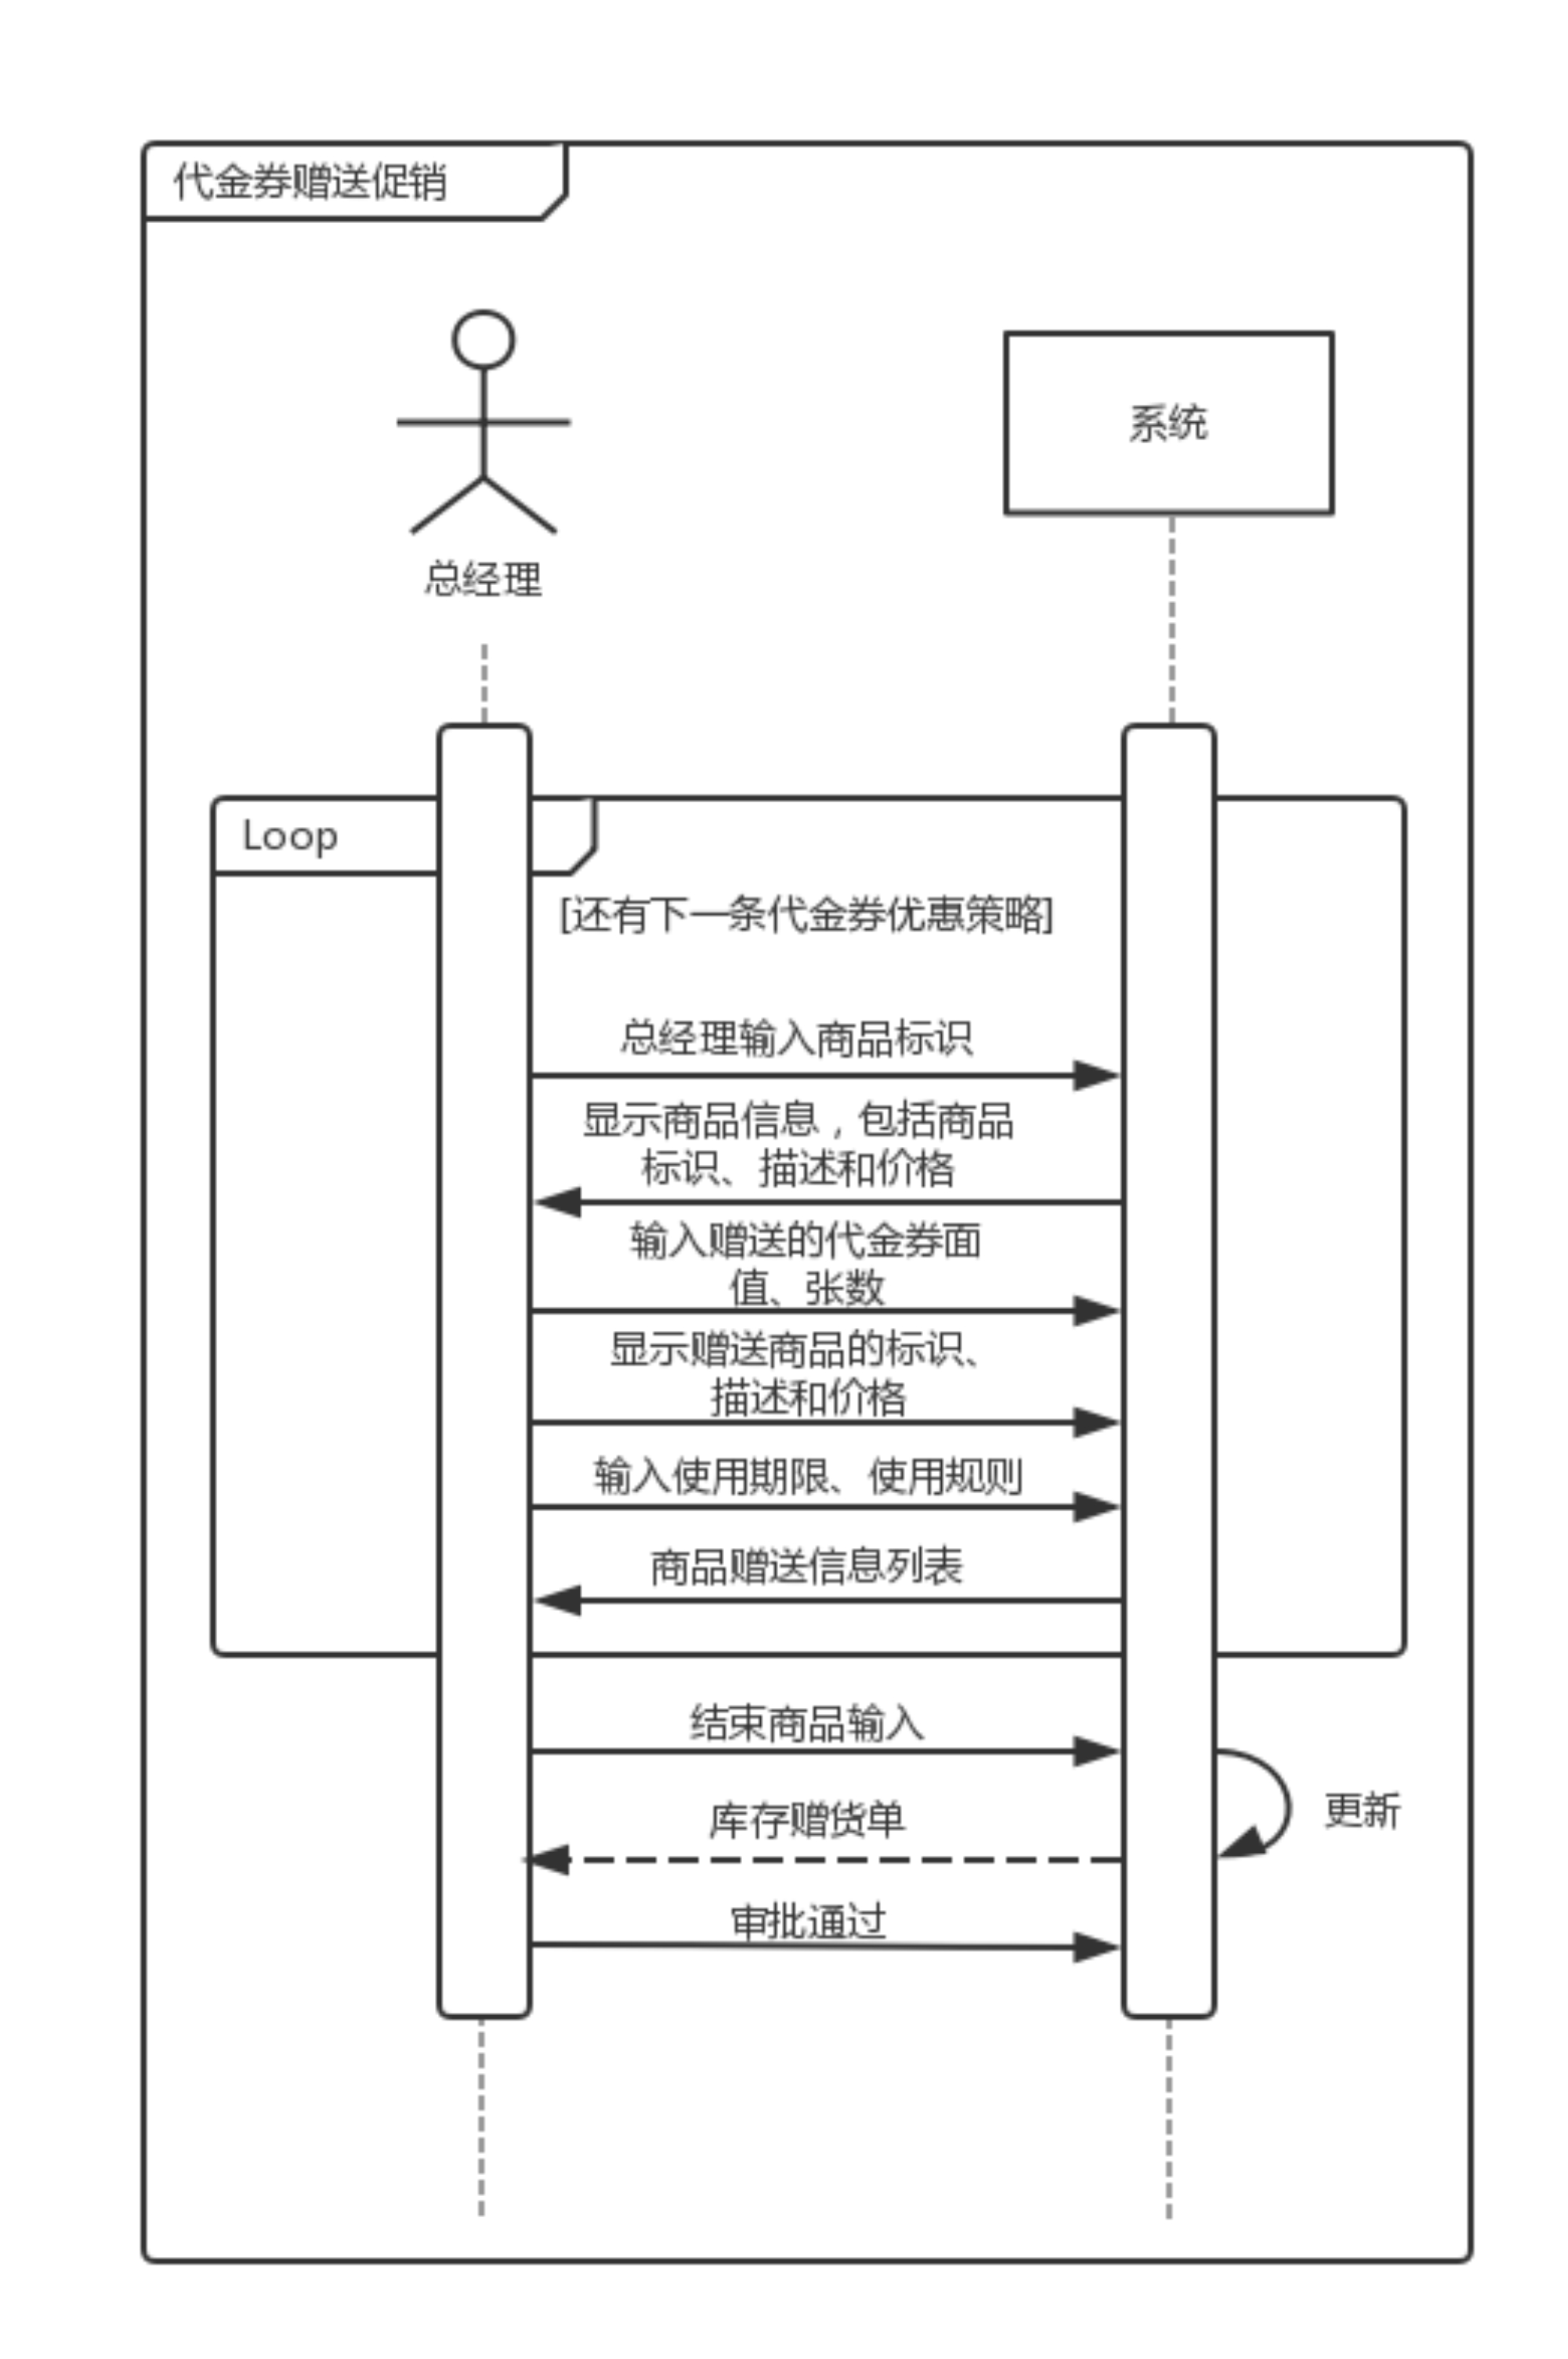 代金券赠送促销
系统
总经理
Loop
[还有下一条代金券优惠策略]
总经理输入商品标识
显示商品信息，包括商品
标识、描述和价格
输入赠送的代金券面
值、张数
显示赠送商品的标识、
描述和价格
输入使用期限、使用规则
商品赠送信息列表
结束商品输入
更新
库存赠货单
审批通过